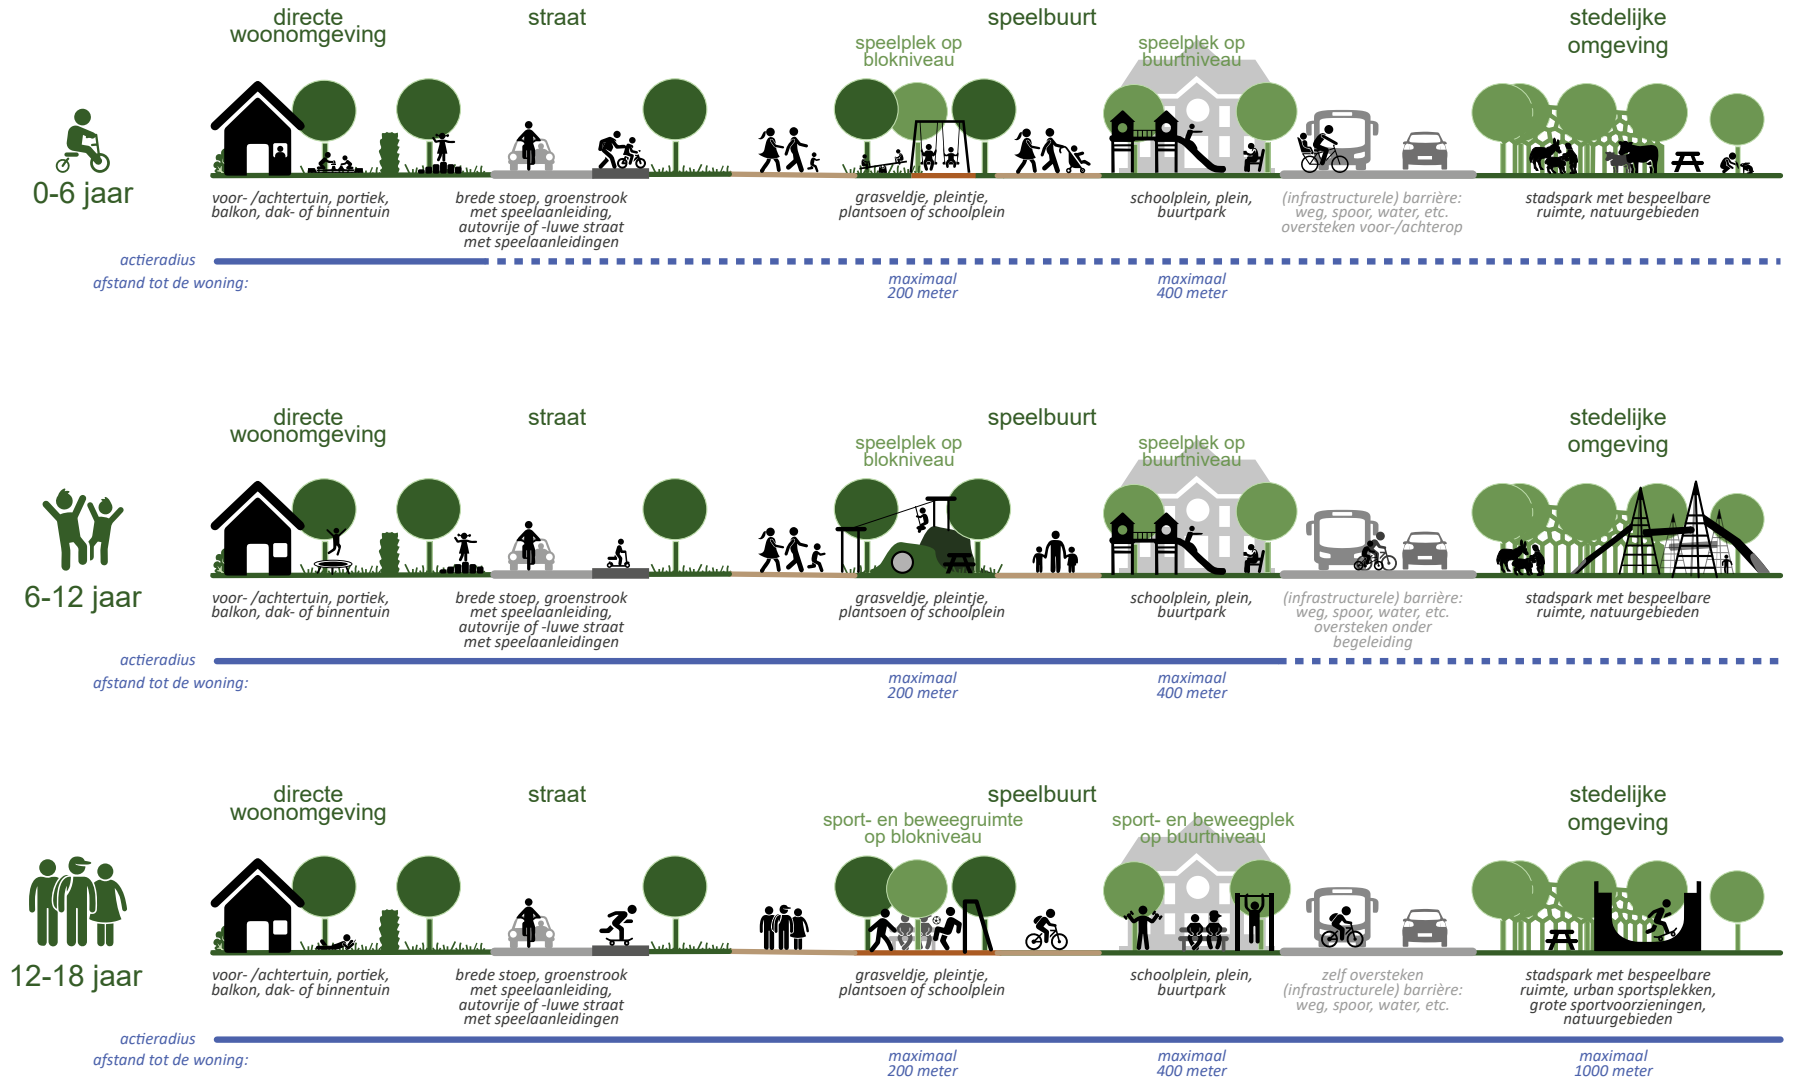 directe
woonomgeving
straat
speelbuurt
stedelijke
omgeving
speelplek op
blokniveau
speelplek op
buurtniveau
0-6 jaar
voor- /achtertuin, portiek,
balkon, dak- of binnentuin
brede stoep, groenstrook
met speelaanleiding,
autovrije of -luwe straat
met speelaanleidingen
grasveldje, pleintje,
plantsoen of schoolplein
schoolplein, plein,
buurtpark
(infrastructurele) barrière:
weg, spoor, water, etc.
oversteken voor-/achterop
stadspark met bespeelbare
ruimte, natuurgebieden
actieradius
afstand tot de woning:
maximaal
200 meter
maximaal
400 meter
directe
woonomgeving
straat
speelbuurt
stedelijke
omgeving
speelplek op
blokniveau
speelplek op
buurtniveau
6-12 jaar
voor- /achtertuin, portiek,
balkon, dak- of binnentuin
brede stoep, groenstrook
met speelaanleiding,
autovrije of -luwe straat
met speelaanleidingen
grasveldje, pleintje,
plantsoen of schoolplein
schoolplein, plein,
buurtpark
(infrastructurele) barrière:
weg, spoor, water, etc.
oversteken onder
begeleiding
stadspark met bespeelbare
ruimte, natuurgebieden
actieradius
afstand tot de woning:
maximaal
200 meter
maximaal
400 meter
directe
woonomgeving
straat
speelbuurt
stedelijke
omgeving
sport- en beweegruimte
op blokniveau
sport- en beweegplek
op buurtniveau
12-18 jaar
voor- /achtertuin, portiek,
balkon, dak- of binnentuin
brede stoep, groenstrook
met speelaanleiding,
autovrije of -luwe straat
met speelaanleidingen
grasveldje, pleintje,
plantsoen of schoolplein
schoolplein, plein,
buurtpark
zelf oversteken
(infrastructurele) barrière:
weg, spoor, water, etc.
stadspark met bespeelbare
ruimte, urban sportsplekken,
grote sportvoorzieningen,
natuurgebieden
actieradius
afstand tot de woning:
maximaal
200 meter
maximaal
400 meter
maximaal
1000 meter